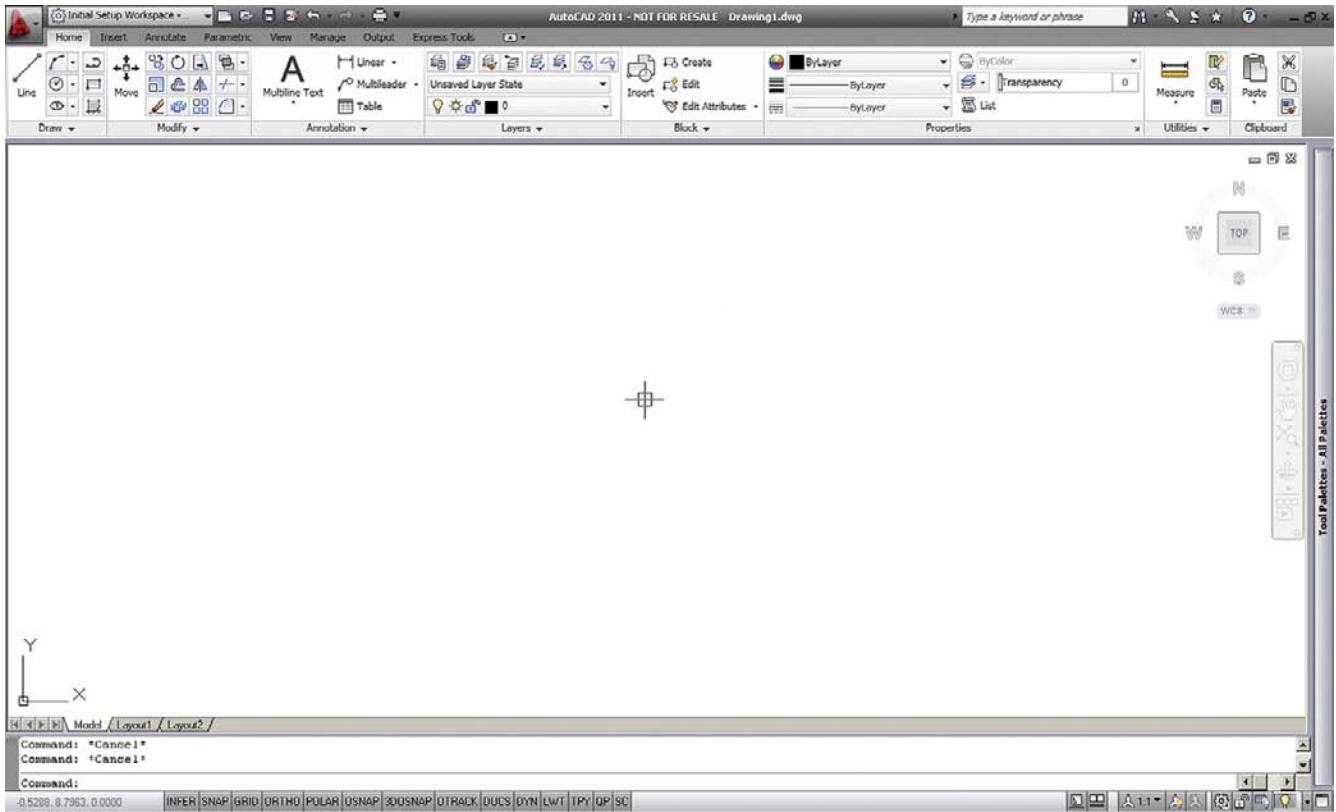 Initial Setup Workspace
AutoCAD 2011 - NOT FOR RESALE Drawing1.dwg
Type a keyword or phrase
Home Insert Annotate Parametric View Manage Output Express Tools
Line
Move
A
Multiline Text
Linear
Multileader
Table
Unsaved Layer State
0
Insert
Create
Edit
Edit Attributes
ByLayer
ByLayer
ByLayer
ByColor
Transparency 0
List
Measure
Paste
Draw Modify Annotation Layers Block Properties Utilities Clipboard
N
W TOP E
S
WCS
Tool Palettes - All Palettes
Y
X
Model Layout1 Layout2
Command: *Cancel*
Command: *Cancel*
Command:
-0.5288, 8.7963, 0.0000 INFER SNAP GRID ORTHO POLAR OSNAP 3DOSNAP OTRACK DUCS DYN LWT TPY QP SC 1:1